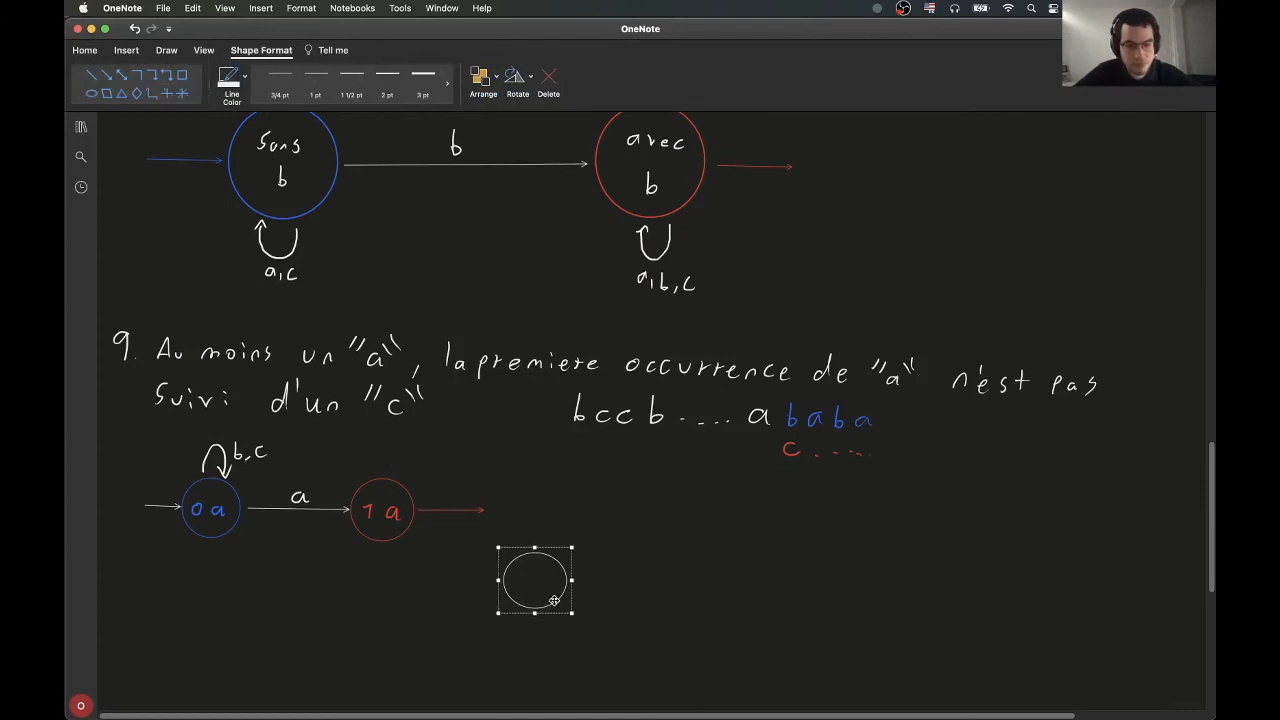 OneNote File Edit View Insert Format Notebooks Tools Window Help
OneNote
Home Insert Draw View Shape Format Tell me
Line Color
3/4 pt 1 pt 1 1/2 pt 2 pt 3 pt
Arrange Rotate Delete
Sans b
b
avec b
a,c
a,b,c
9. Au moins un "a", la premiere occurrence de "a" n'est pas
Suivi d'un "c"
bccb.....a baba
c.....
b,c
0a
a
1a
O